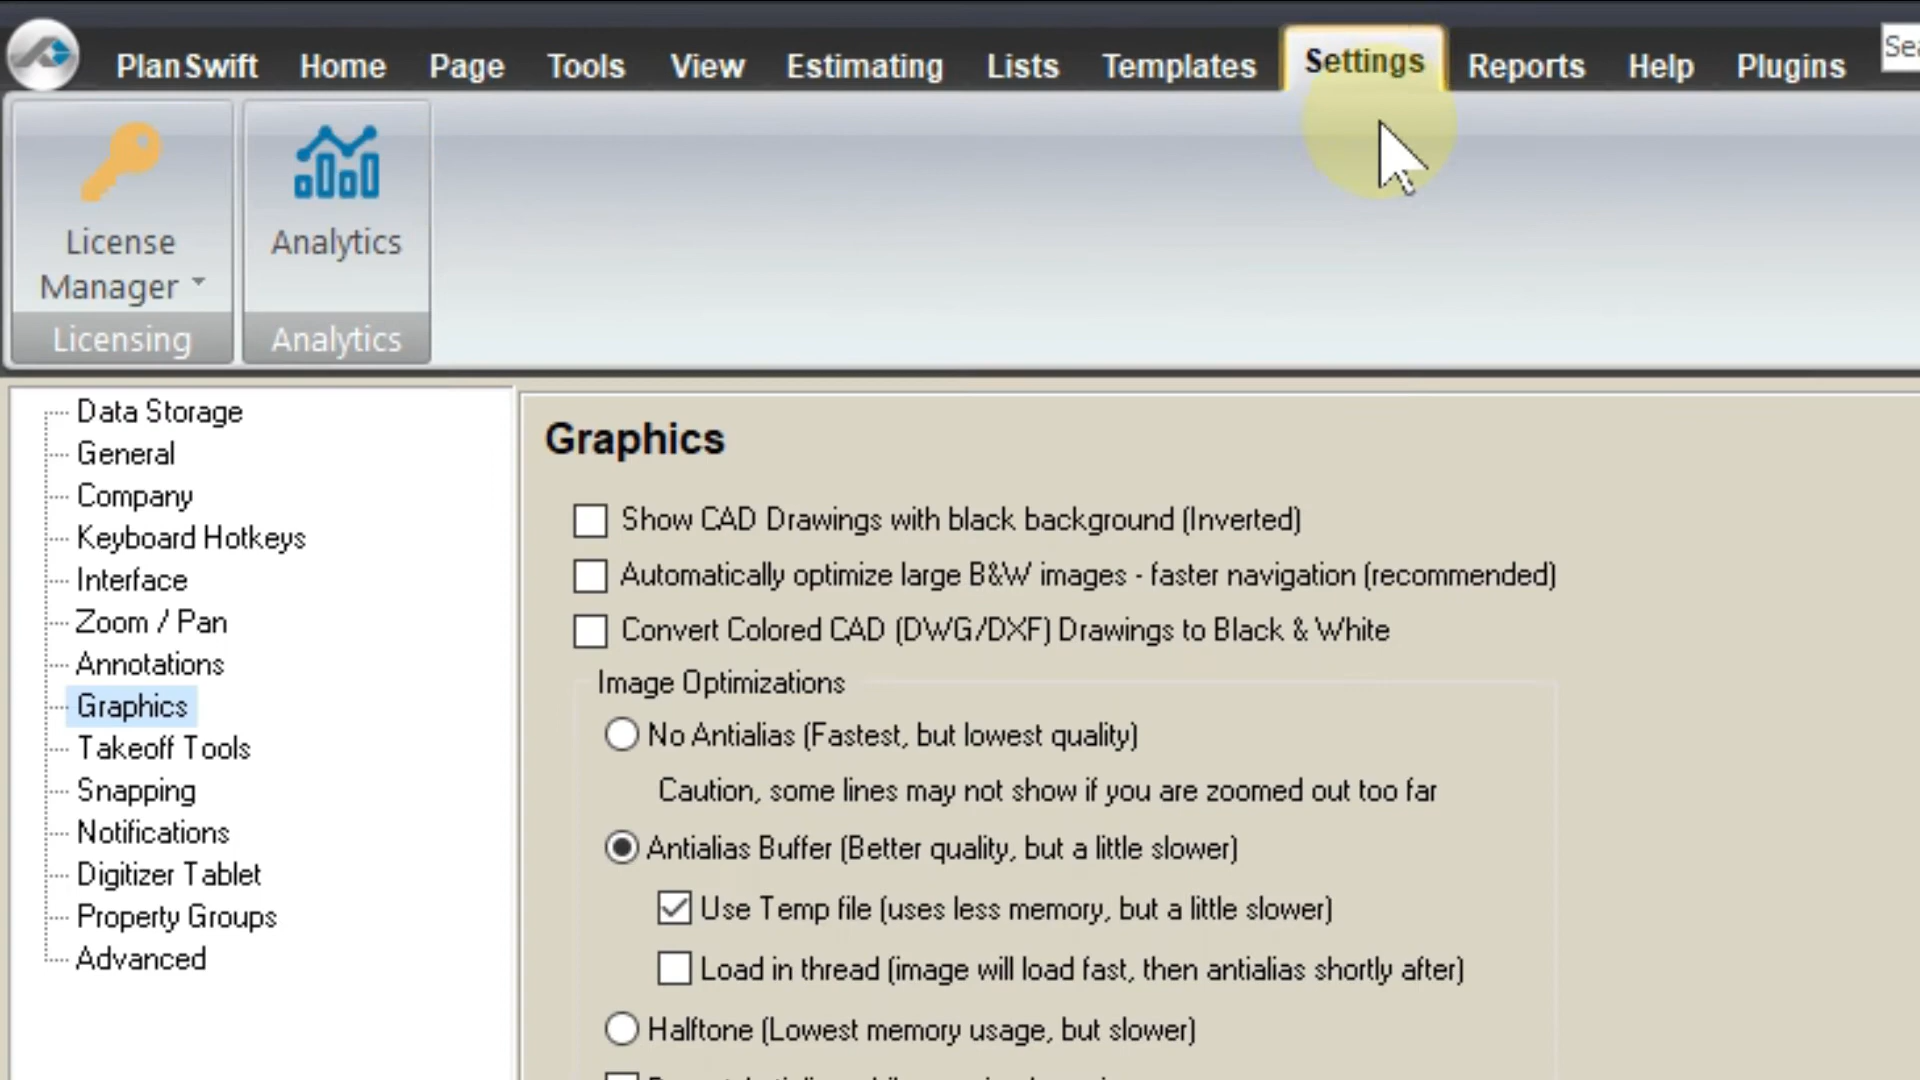 PlanSwift Home Page Tools View Estimating Lists Templates Settings Reports Help Plugins
License
Manager
Analytics
Licensing
Analytics
Data Storage
General
Company
Keyboard Hotkeys
Interface
Zoom / Pan
Annotations
Graphics
Takeoff Tools
Snapping
Notifications
Digitizer Tablet
Property Groups
Advanced
Graphics
Show CAD Drawings with black background (Inverted)
Automatically optimize large B&W images - faster navigation (recommended)
Convert Colored CAD (DWG/DXF) Drawings to Black & White
Image Optimizations
No Antialias (Fastest, but lowest quality)
Caution, some lines may not show if you are zoomed out too far
Antialias Buffer (Better quality, but a little slower)
Use Temp file (uses less memory, but a little slower)
Load in thread (image will load fast, then antialias shortly after)
Halftone (Lowest memory usage, but slower)